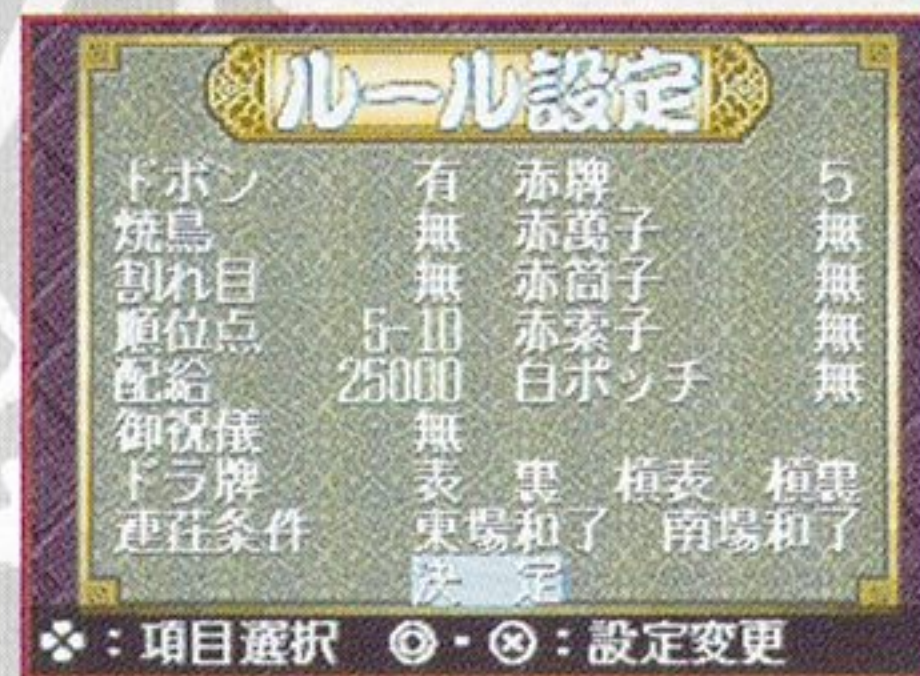 ルール設定
ドボン 有 赤牌 5
焼鳥 無 赤萬子 無
割れ目 無 赤筒子 無
順位点 5-10 赤索子 無
配給 25000 白ポッチ 無
御祝儀 無
ドラ牌 表 裏 槓表 槓裏
連荘条件 東場和了 南場和了
決定
✜：項目選択 ◎・⊗：設定変更